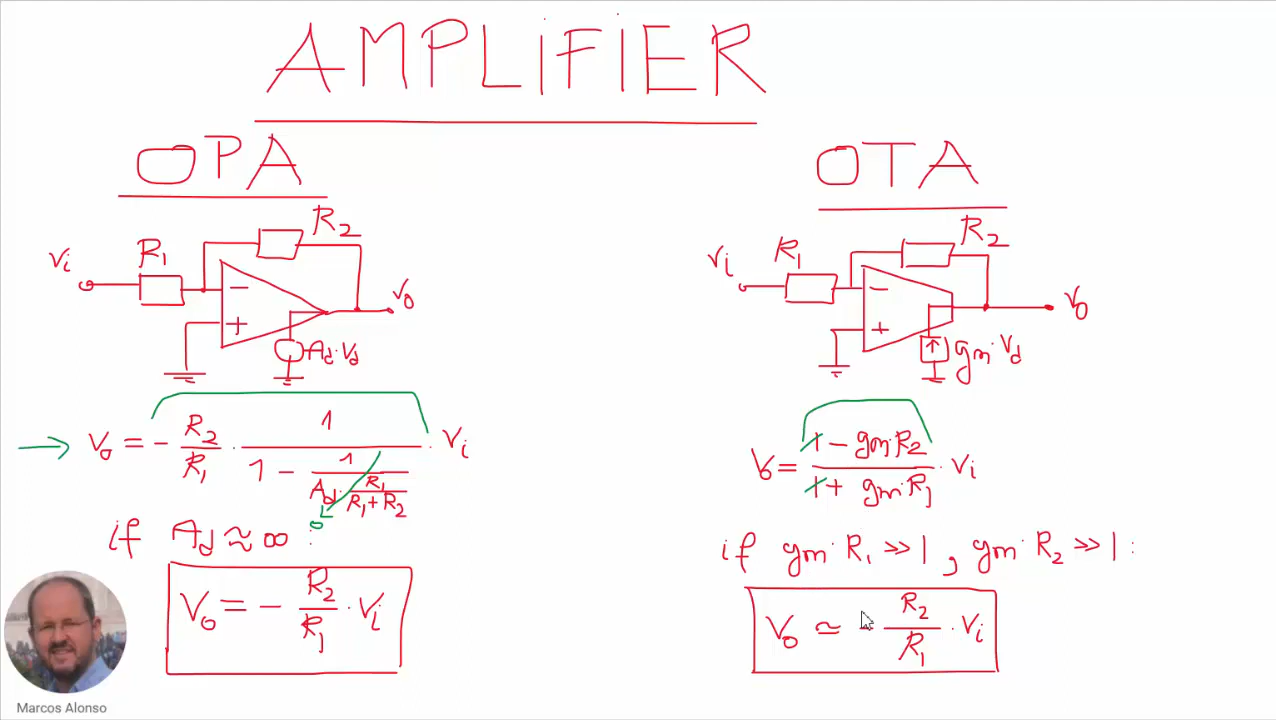 AMPLIFIER
OPA
R₁
R₂
Vi
−
+
Ad·Vd
Vo
Vo = − R₂/R₁ · 1/(1 − 1/(Ad · R₁/(R₁+R₂))) · Vi
0
if Ad ≈ ∞ :
Vo = − R₂/R₁ · Vi
OTA
R₁
R₂
Vi
−
+
gm·Vd
Vo
Vo = (1 − gm·R₂)/(1 + gm·R₁) · Vi
if gm·R₁ >> 1 , gm·R₂ >> 1 :
Vo ≃ − R₂/R₁ · Vi
Marcos Alonso